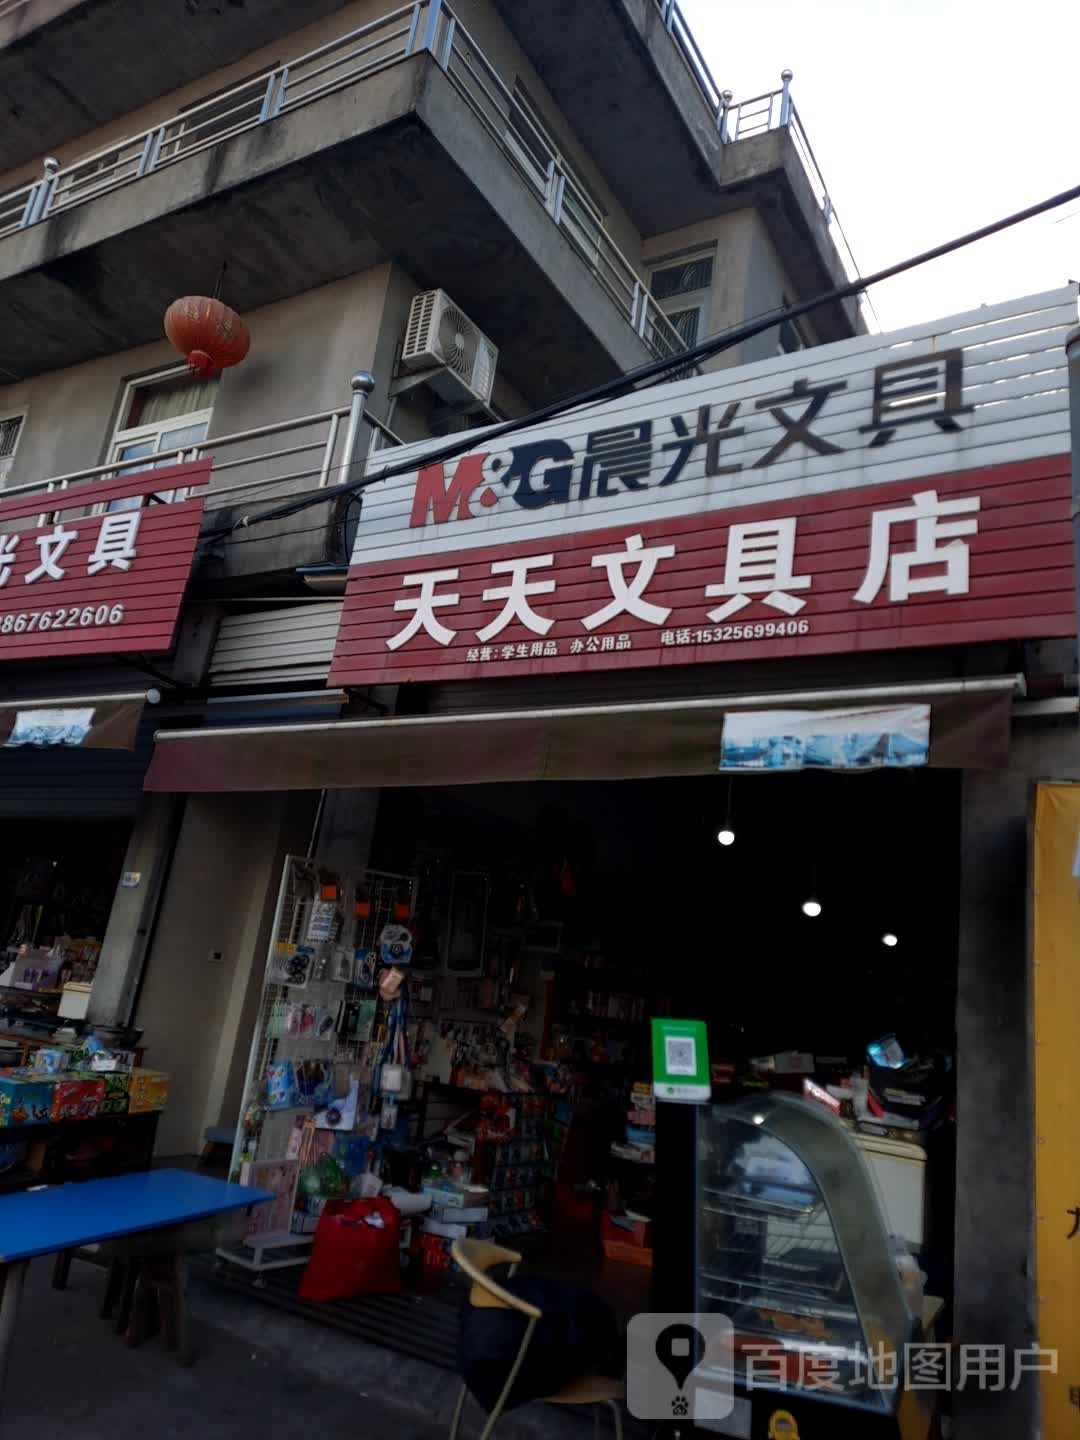 M&G晨光文具
天天文具店
经营:学生用品 办公用品 电话:15325699406
光文具
8867622606
百度地图用户